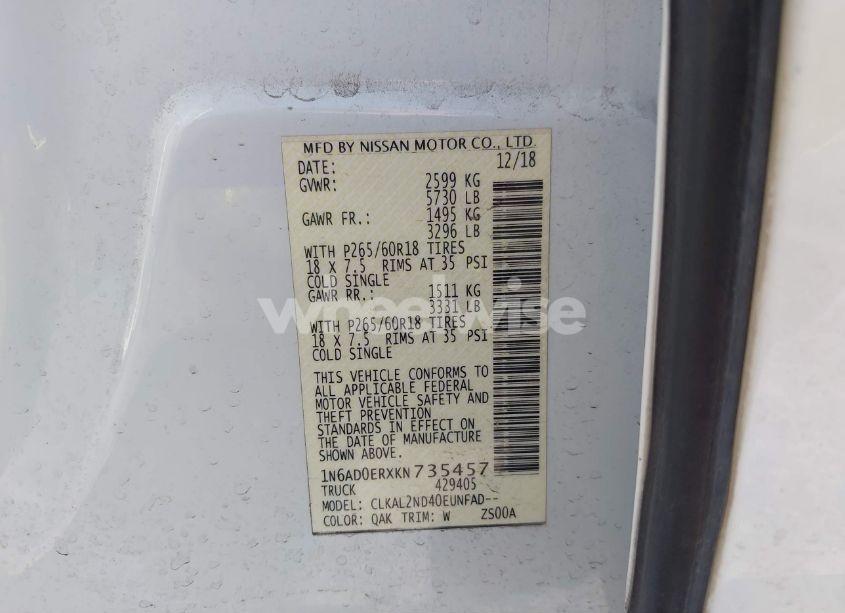 MFD BY NISSAN MOTOR CO., LTD.
DATE: 12/18
GVWR: 2599 KG
5730 LB
GAWR FR.: 1495 KG
3296 LB
WITH P265/60R18 TIRES
18 X 7.5 RIMS AT 35 PSI
COLD SINGLE
GAWR RR.: 1511 KG
3331 LB
WITH P265/60R18 TIRES
18 X 7.5 RIMS AT 35 PSI
COLD SINGLE
wheelwise
THIS VEHICLE CONFORMS TO
ALL APPLICABLE FEDERAL
MOTOR VEHICLE SAFETY AND
THEFT PREVENTION
STANDARDS IN EFFECT ON
THE DATE OF MANUFACTURE
SHOWN ABOVE.
1N6AD0ERXKN735457
TRUCK 429405
MODEL: CLKAL2ND40EUNFAD--
COLOR: QAK TRIM: W ZS00A